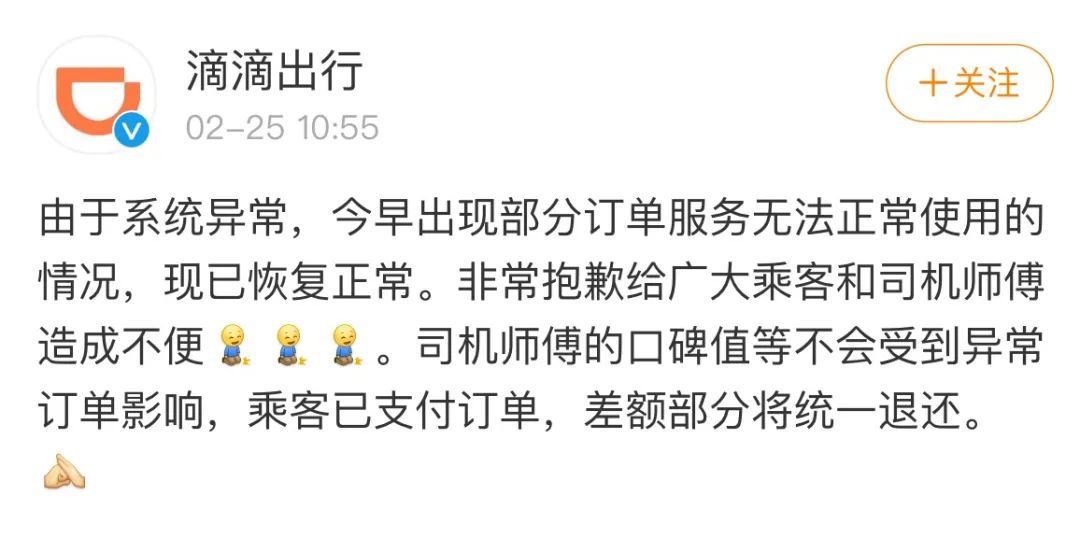 滴滴出行
02-25 10:55
+关注
由于系统异常，今早出现部分订单服务无法正常使用的
情况，现已恢复正常。非常抱歉给广大乘客和司机师傅
造成不便。司机师傅的口碑值等不会受到异常
订单影响，乘客已支付订单，差额部分将统一退还。